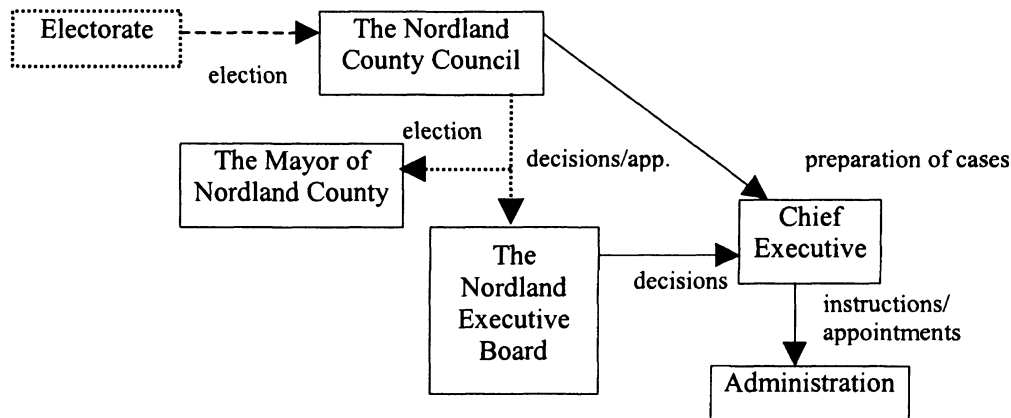 Electorate
The Nordland
County Council
election
election
The Mayor of
Nordland County
decisions/app.
preparation of cases
Chief
Executive
The
Nordland
Executive
Board
decisions
instructions/
appointments
Administration